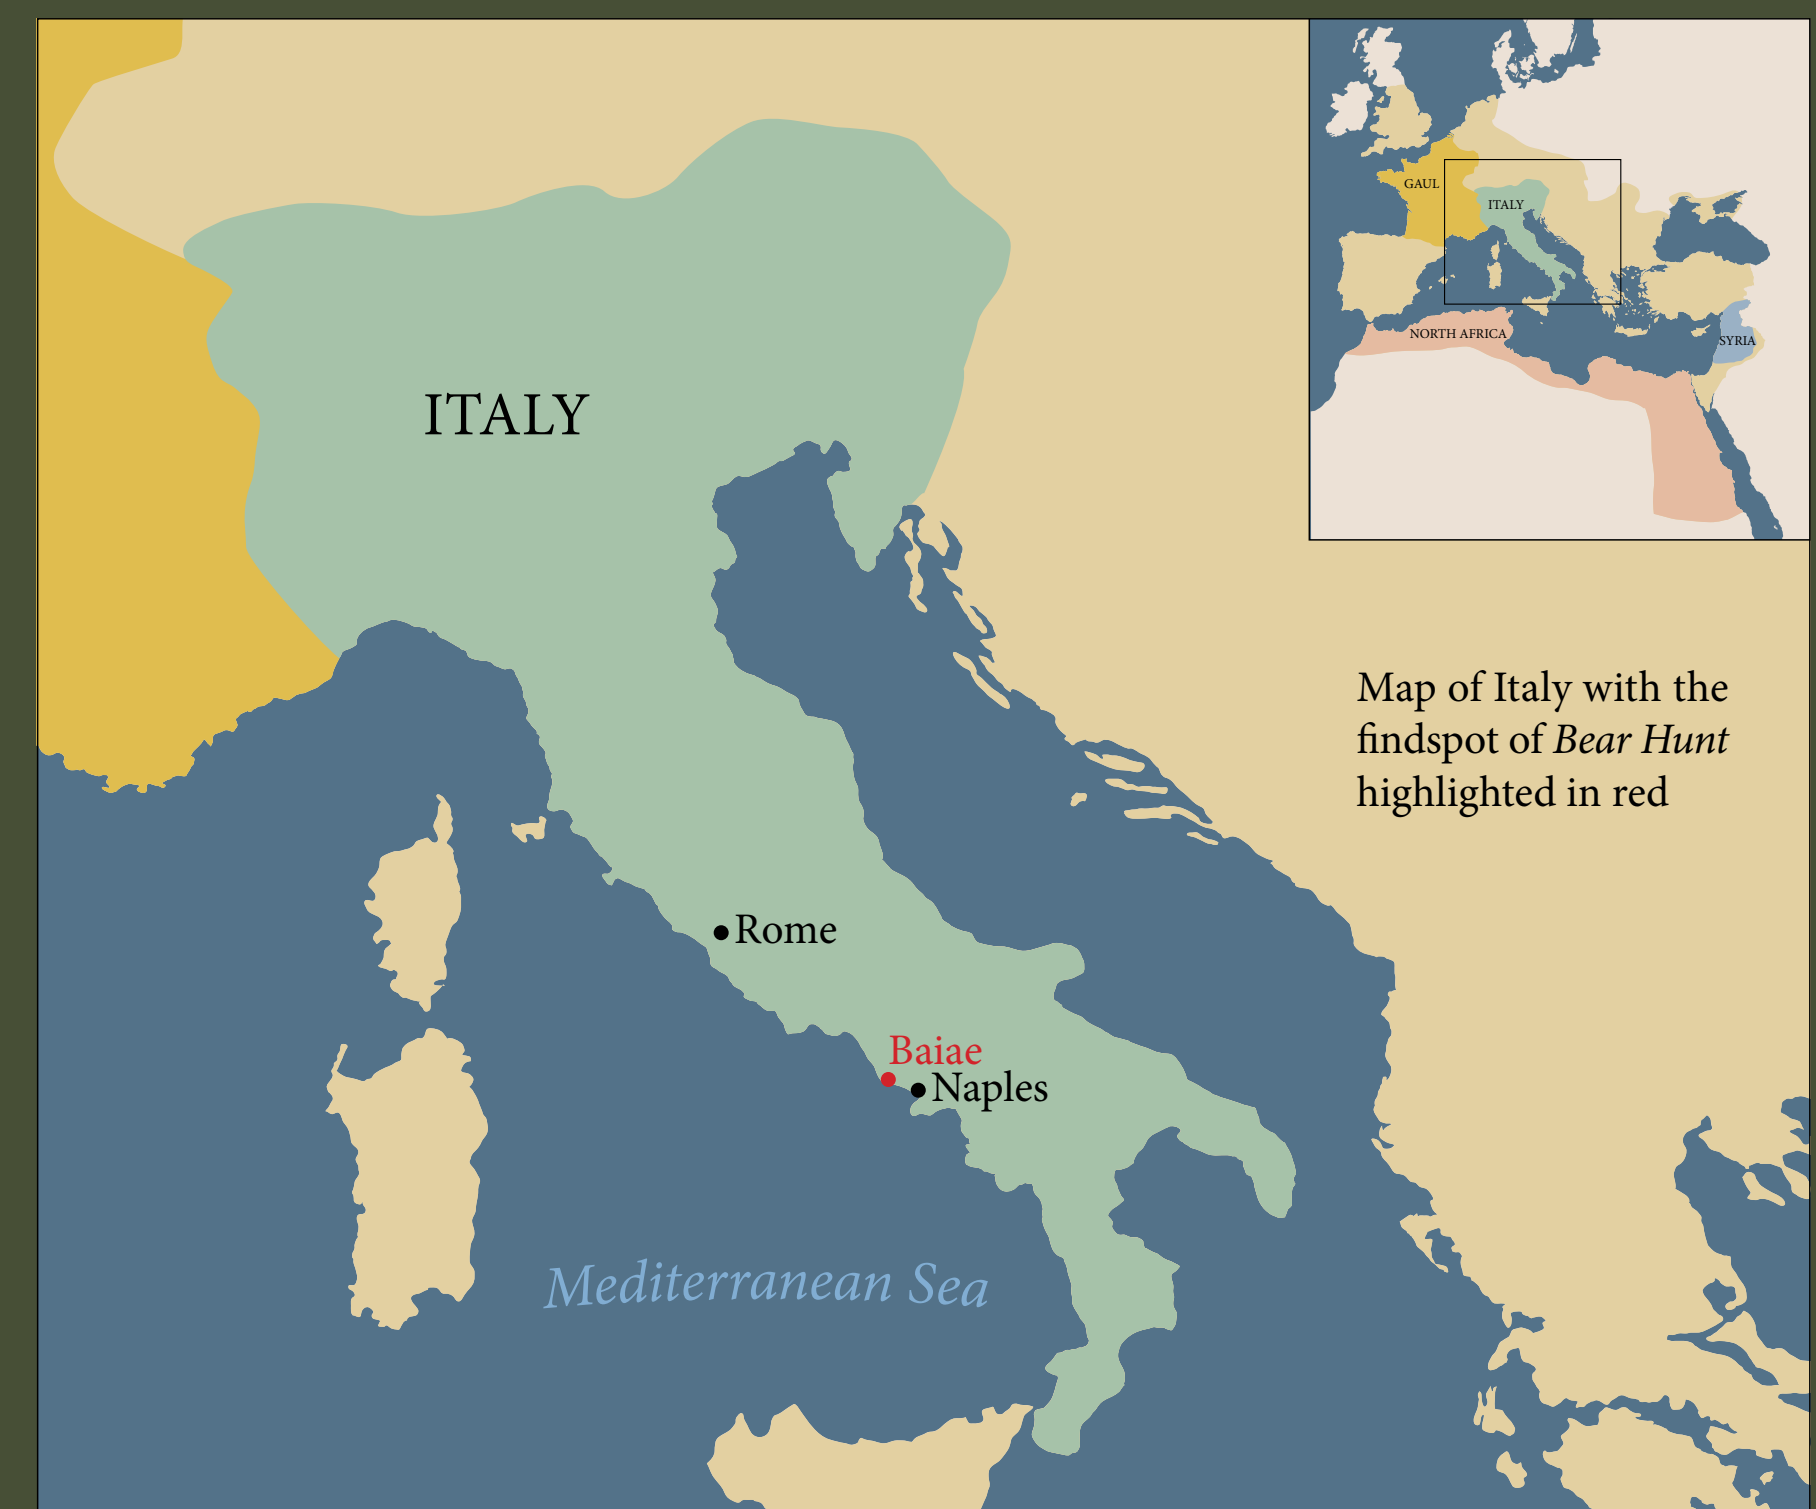 GAUL
ITALY
NORTH AFRICA
SYRIA
ITALY
Map of Italy with the
findspot of Bear Hunt
highlighted in red
Rome
Baiae
Naples
Mediterranean Sea